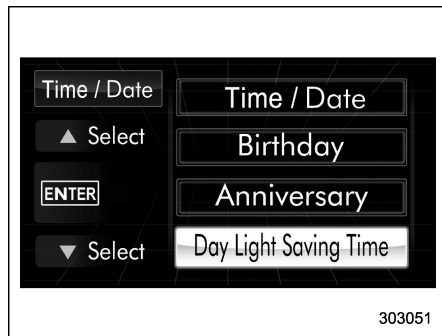 Time / Date
▲ Select
ENTER
▼ Select
Time / Date
Birthday
Anniversary
Day Light Saving Time
303051